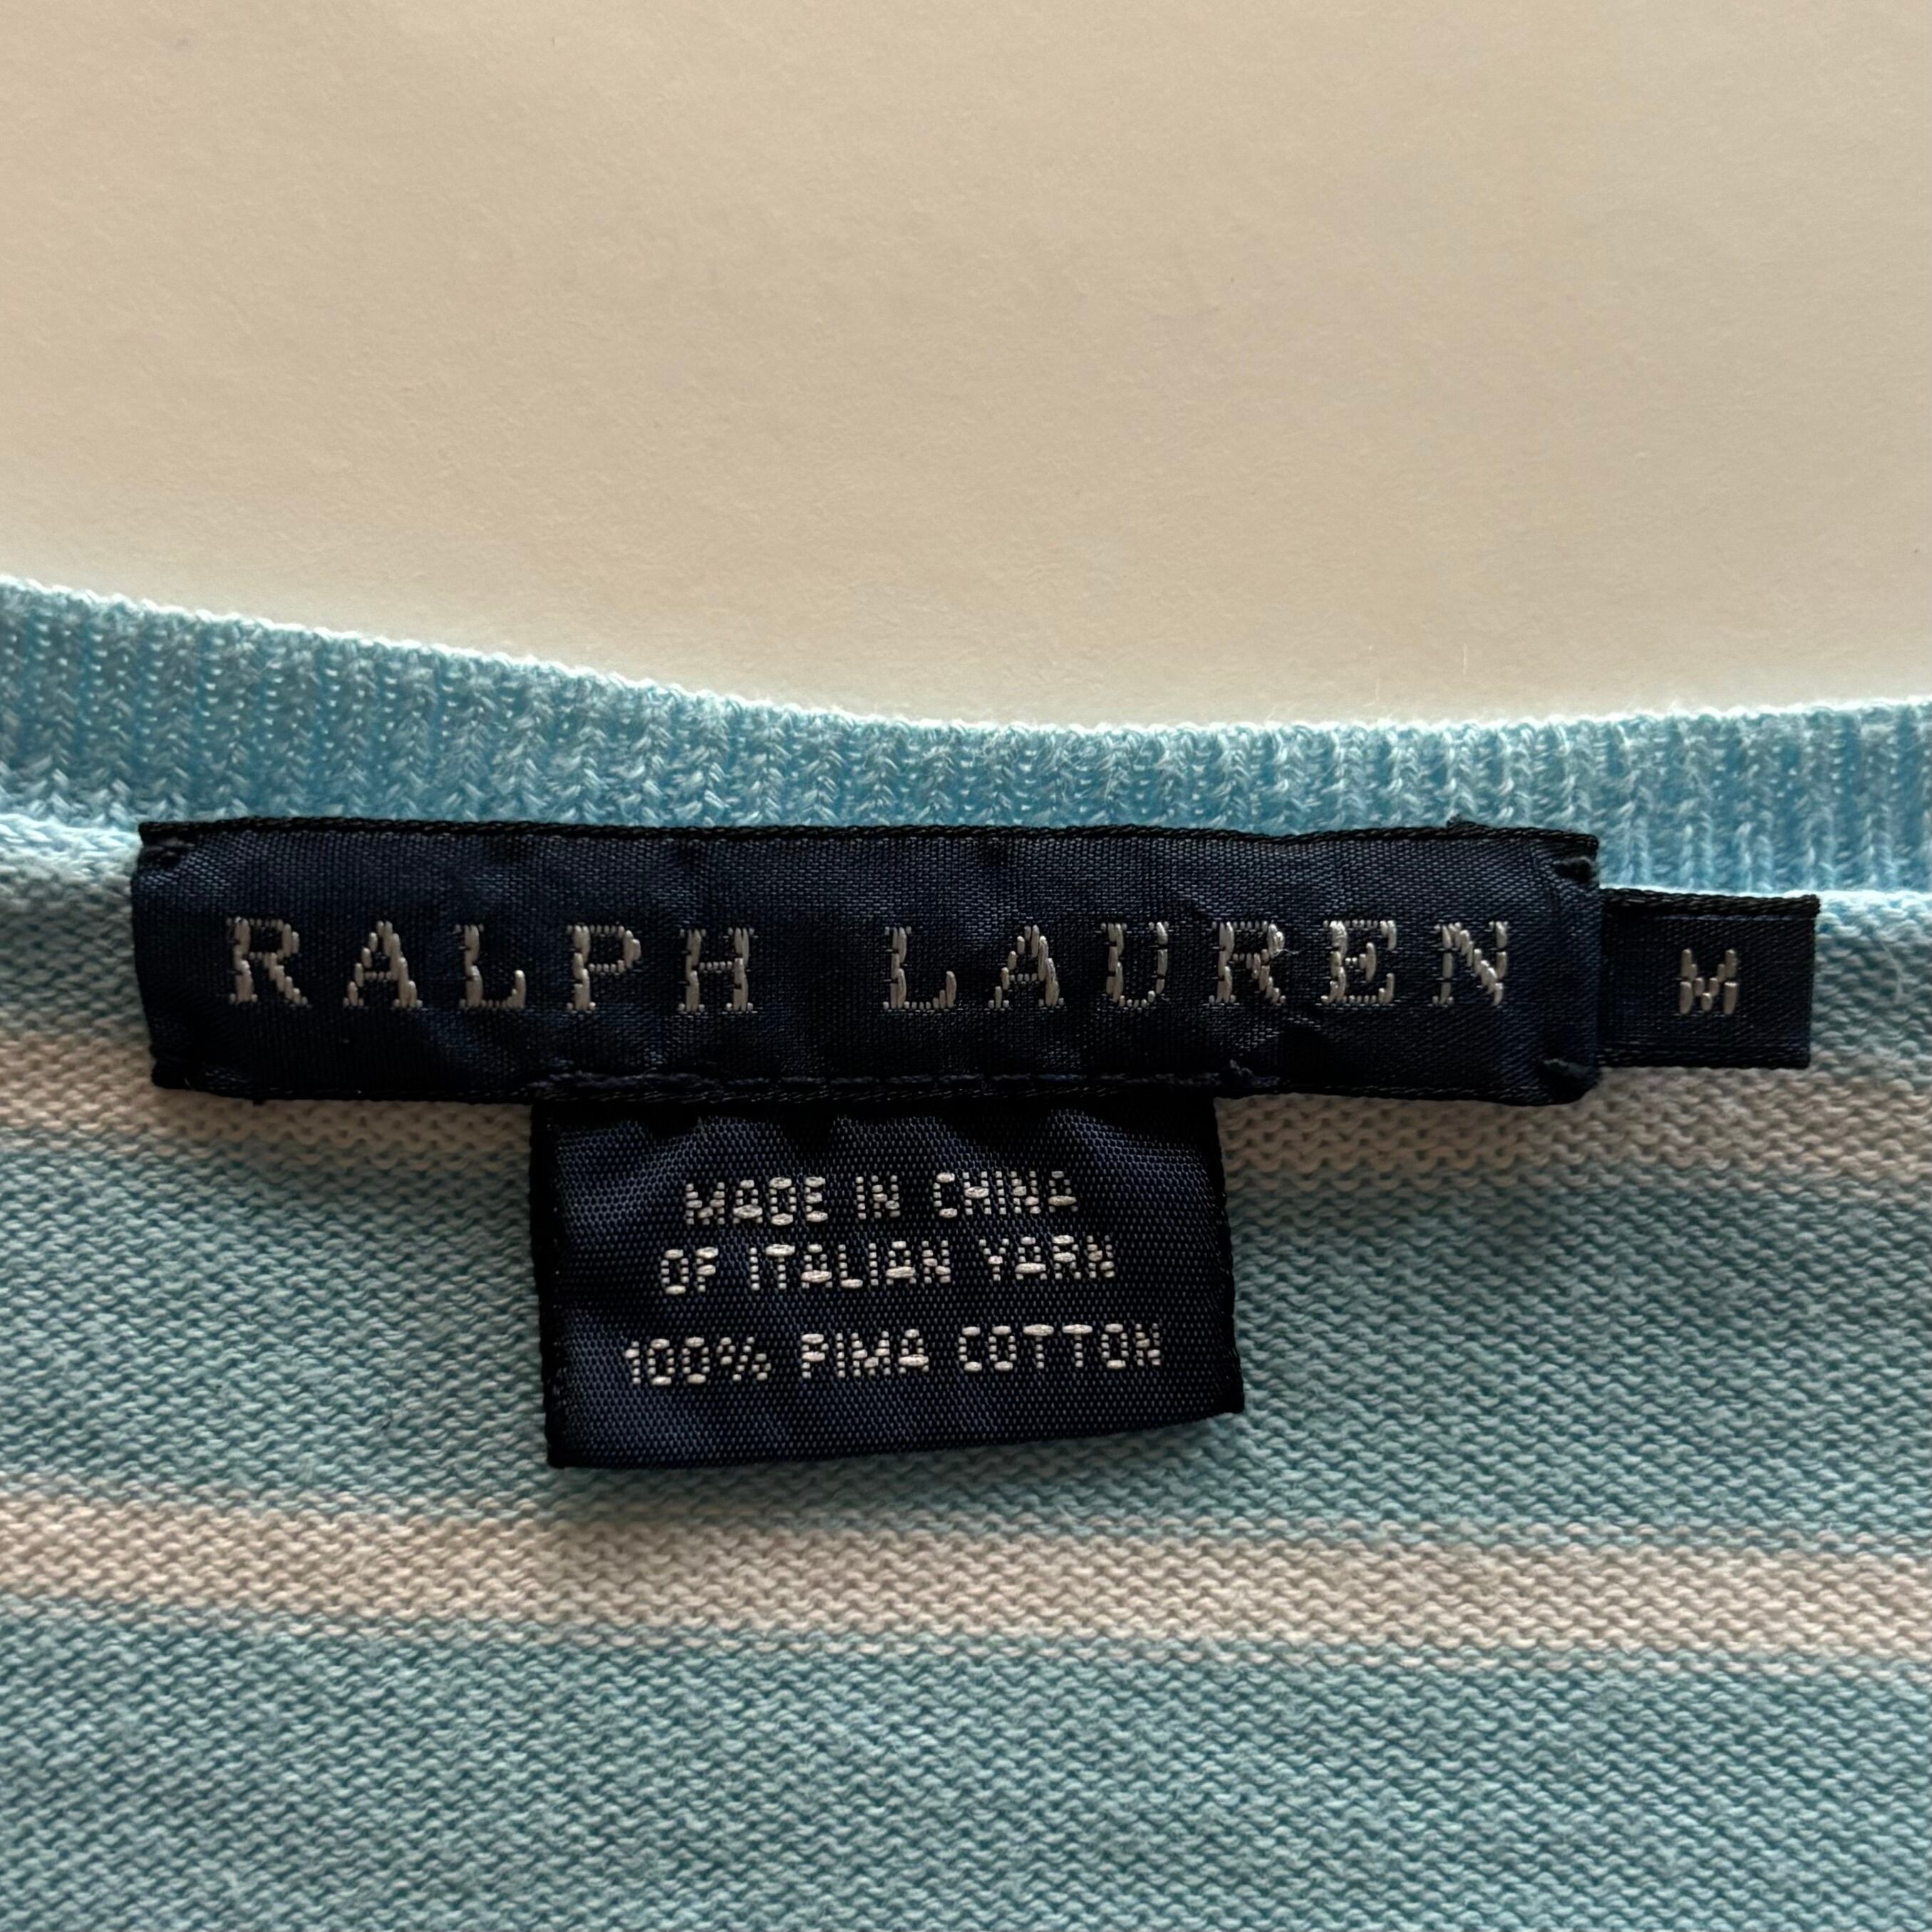 RALPH LAUREN
M
MADE IN CHINA
OF ITALIAN YARN
100% PIMA COTTON